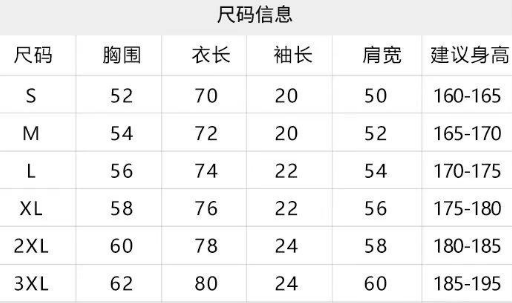 尺码信息
尺码 胸围 衣长 袖长 肩宽 建议身高
S 52 70 20 50 160-165
M 54 72 20 52 165-170
L 56 74 22 54 170-175
XL 58 76 22 56 175-180
2XL 60 78 24 58 180-185
3XL 62 80 24 60 185-195